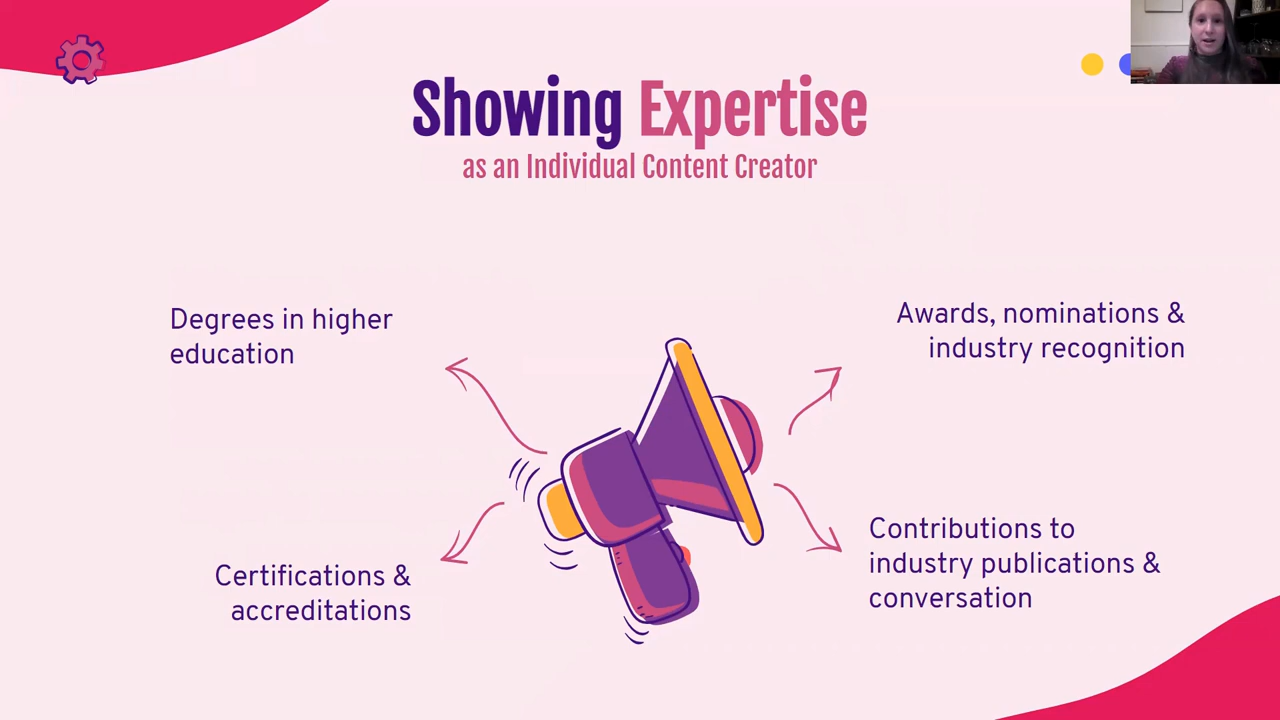 Showing Expertise
as an Individual Content Creator
Degrees in higher
education
Awards, nominations &
industry recognition
Certifications &
accreditations
Contributions to
industry publications &
conversation